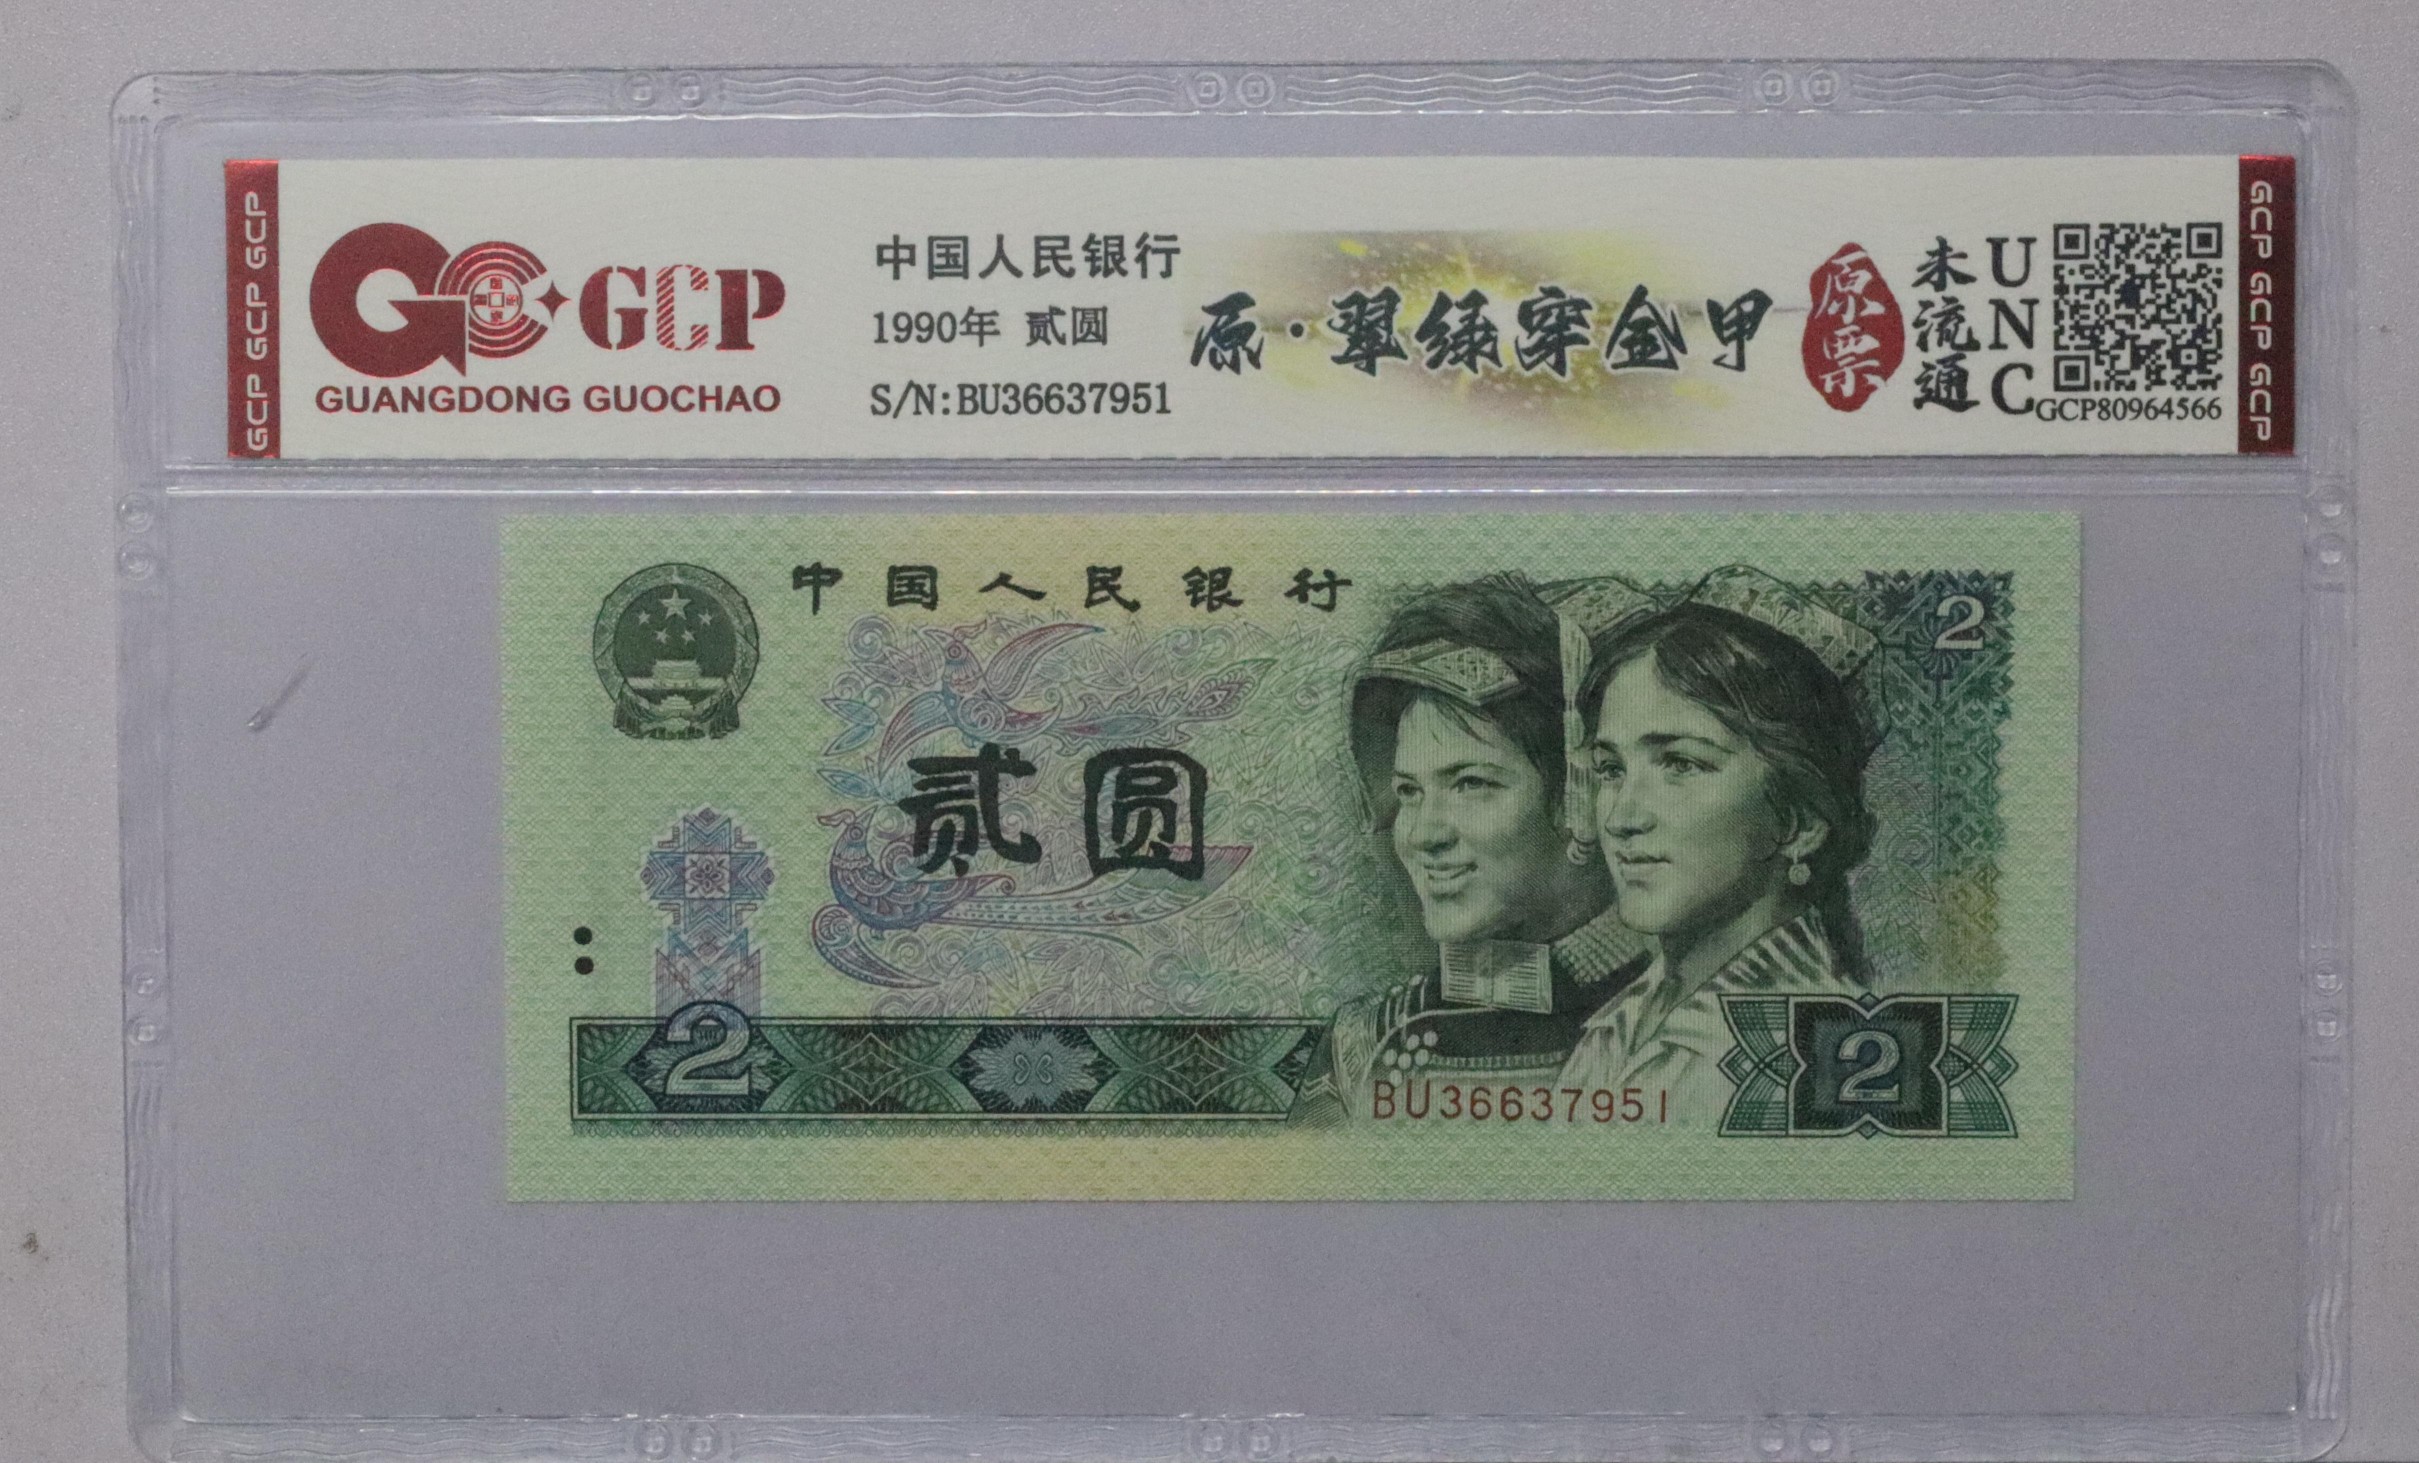 GCP GCP GCP
GCP
GUANGDONG GUOCHAO
中国人民银行
1990年 贰圆
S/N:BU36637951
原·翠绿穿金甲
原票
未流通
UNC
GCP80964566
GCP GCP GCP
中国人民银行
2
贰圆
2
BU36637951
2